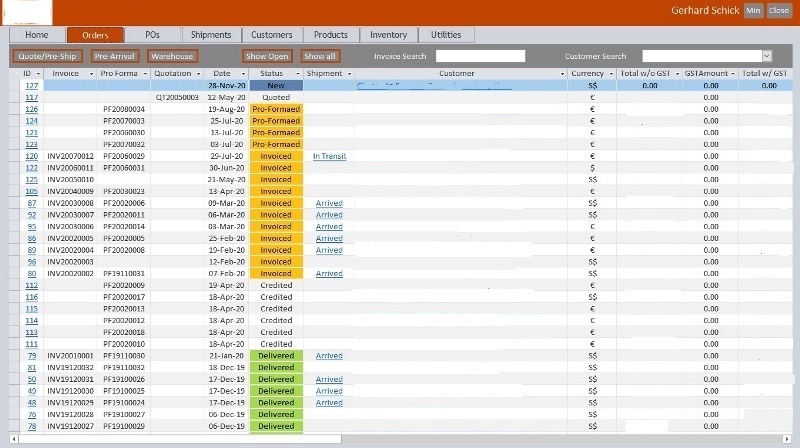 Gerhard Schick Min Close
Home Orders POs Shipments Customers Products Inventory Utilities
Quote/Pre-Ship Pre-Arrival Warehouse Show Open Show all Invoice Search Customer Search
ID Invoice Pro Forma Quotation Date Status Shipment Customer Currency Total w/o GST GSTAmount Total w/ GST
127 28-Nov-20 New S$ 0.00 0.00 0.00
117 QT20050003 12-May-20 Quoted € 0.00
126 PF20080034 19-Aug-20 Pro-Formaed € 0.00
124 PF20070033 25-Jul-20 Pro-Formaed € 0.00
121 PF20060030 13-Jul-20 Pro-Formaed € 0.00
123 PF20070032 03-Jul-20 Pro-Formaed € 0.00
120 INV20070012 PF20060029 29-Jul-20 Invoiced In Transit € 0.00
122 INV20060011 PF20060031 30-Jun-20 Invoiced $ 0.00
125 INV20050010 21-May-20 Invoiced S$ 0.00
105 INV20040009 PF20030023 13-Apr-20 Invoiced € 0.00
87 INV20030008 PF20020006 09-Mar-20 Invoiced Arrived S$ 0.00
92 INV20030007 PF20020011 06-Mar-20 Invoiced Arrived S$ 0.00
95 INV20030006 PF20020014 03-Mar-20 Invoiced Arrived € 0.00
86 INV20020005 PF20020005 25-Feb-20 Invoiced Arrived € 0.00
89 INV20020004 PF20020008 19-Feb-20 Invoiced Arrived € 0.00
96 INV20020003 12-Feb-20 Invoiced € 0.00
80 INV20020002 PF19110031 07-Feb-20 Invoiced Arrived S$ 0.00
112 PF20020009 19-Apr-20 Credited € 0.00
116 PF20020017 18-Apr-20 Credited S$ 0.00
115 PF20020013 18-Apr-20 Credited € 0.00
114 PF20020012 18-Apr-20 Credited € 0.00
113 PF20020018 18-Apr-20 Credited € 0.00
111 PF20020010 18-Apr-20 Credited € 0.00
79 INV20010001 PF19110030 21-Jan-20 Delivered Arrived S$ 0.00
81 INV19120032 PF19110032 18-Dec-19 Delivered S$ 0.00
50 INV19120031 PF19100026 17-Dec-19 Delivered Arrived S$ 0.00
49 INV19120030 PF19100025 17-Dec-19 Delivered Arrived S$ 0.00
48 INV19120029 PF19100024 17-Dec-19 Delivered Arrived S$ 0.00
76 INV19120028 PF19110027 06-Dec-19 Delivered S$ 0.00
78 INV19120027 PF19110029 06-Dec-19 Delivered S$ 0.00